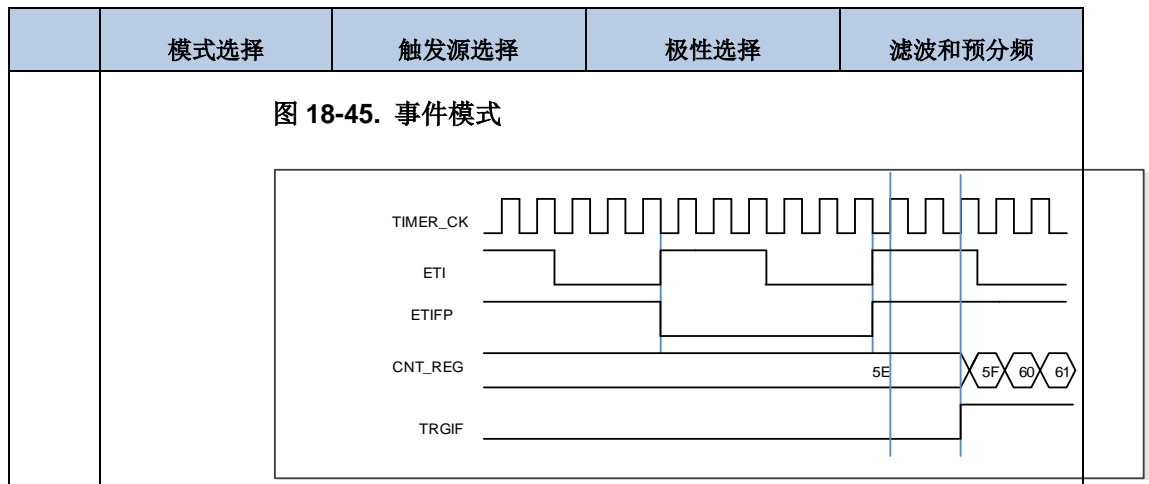 模式选择 触发源选择 极性选择 滤波和预分频
图 18-45. 事件模式
TIMER_CK
ETI
ETIFP
CNT_REG 5E 5F 60 61
TRGIF